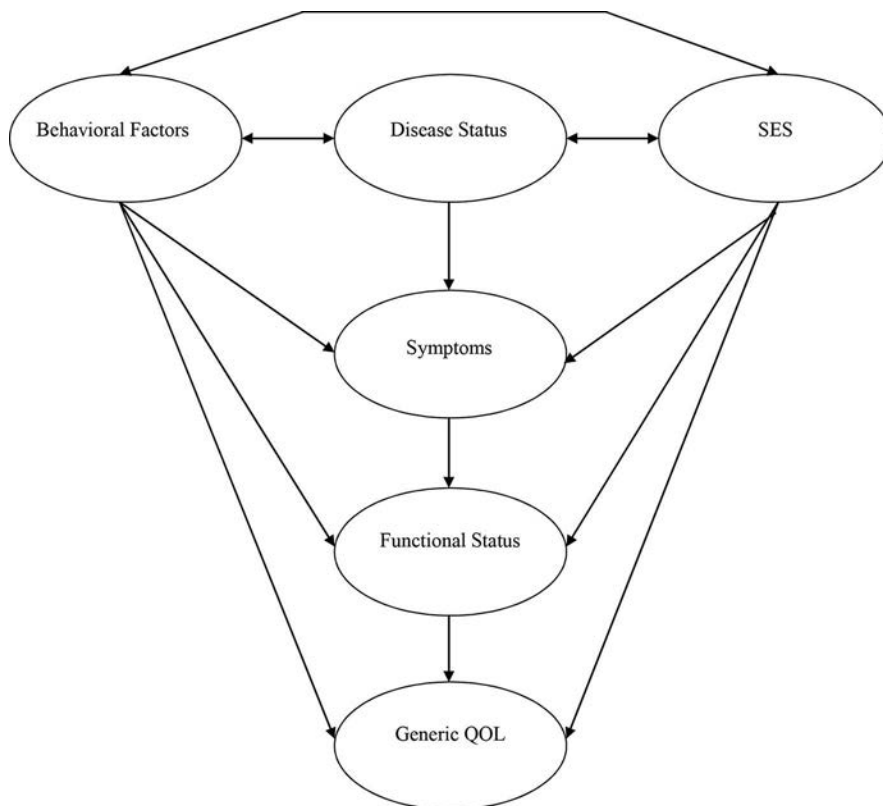 Behavioral Factors
Disease Status
SES
Symptoms
Functional Status
Generic QOL